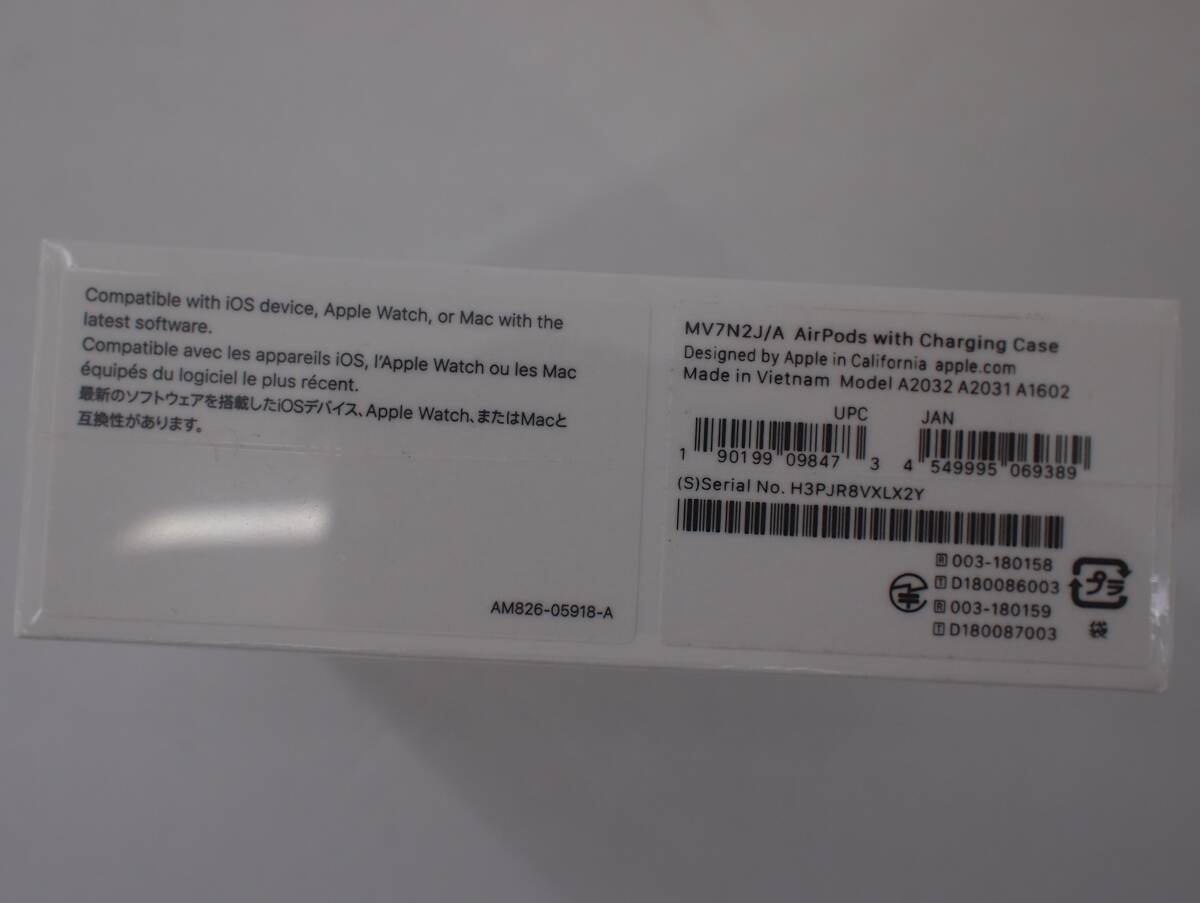 Compatible with iOS device, Apple Watch, or Mac with the
latest software.
Compatible avec les appareils iOS, l'Apple Watch ou les Mac
équipés du logiciel le plus récent.
最新のソフトウェアを搭載したiOSデバイス、Apple Watch、またはMacと
互換性があります。
AM826-05918-A
MV7N2J/A AirPods with Charging Case
Designed by Apple in California apple.com
Made in Vietnam Model A2032 A2031 A1602
UPC JAN
1 90199 09847 3 4 549995 069389
(S)Serial No. H3PJR8VXLX2Y
R 003-180158
T D180086003
R 003-180159
T D180087003
プラ
袋